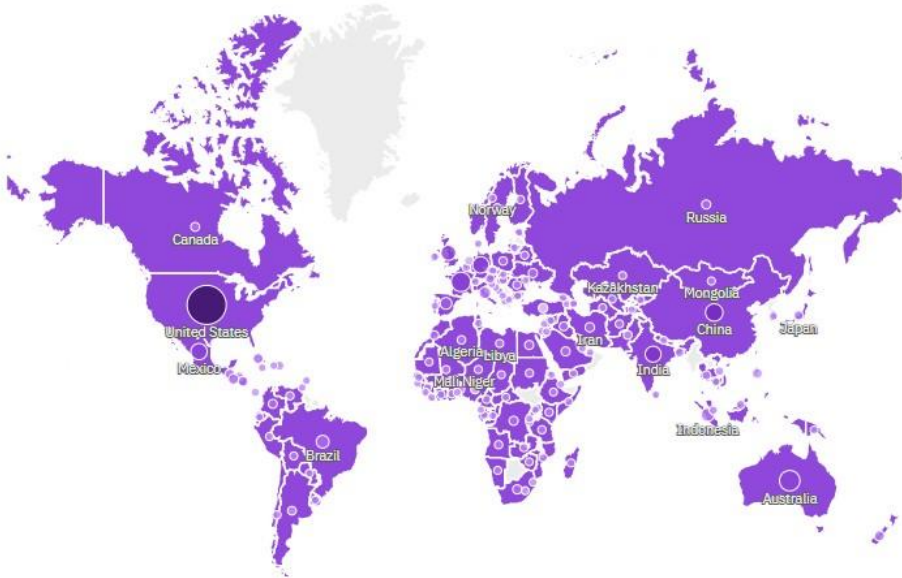 Norway
Russia
Canada
Kazakhstan
Mongolia
United States
China
Japan
Algeria
Libya
Iran
Mexico
India
Mali
Niger
Indonesia
Brazil
Australia